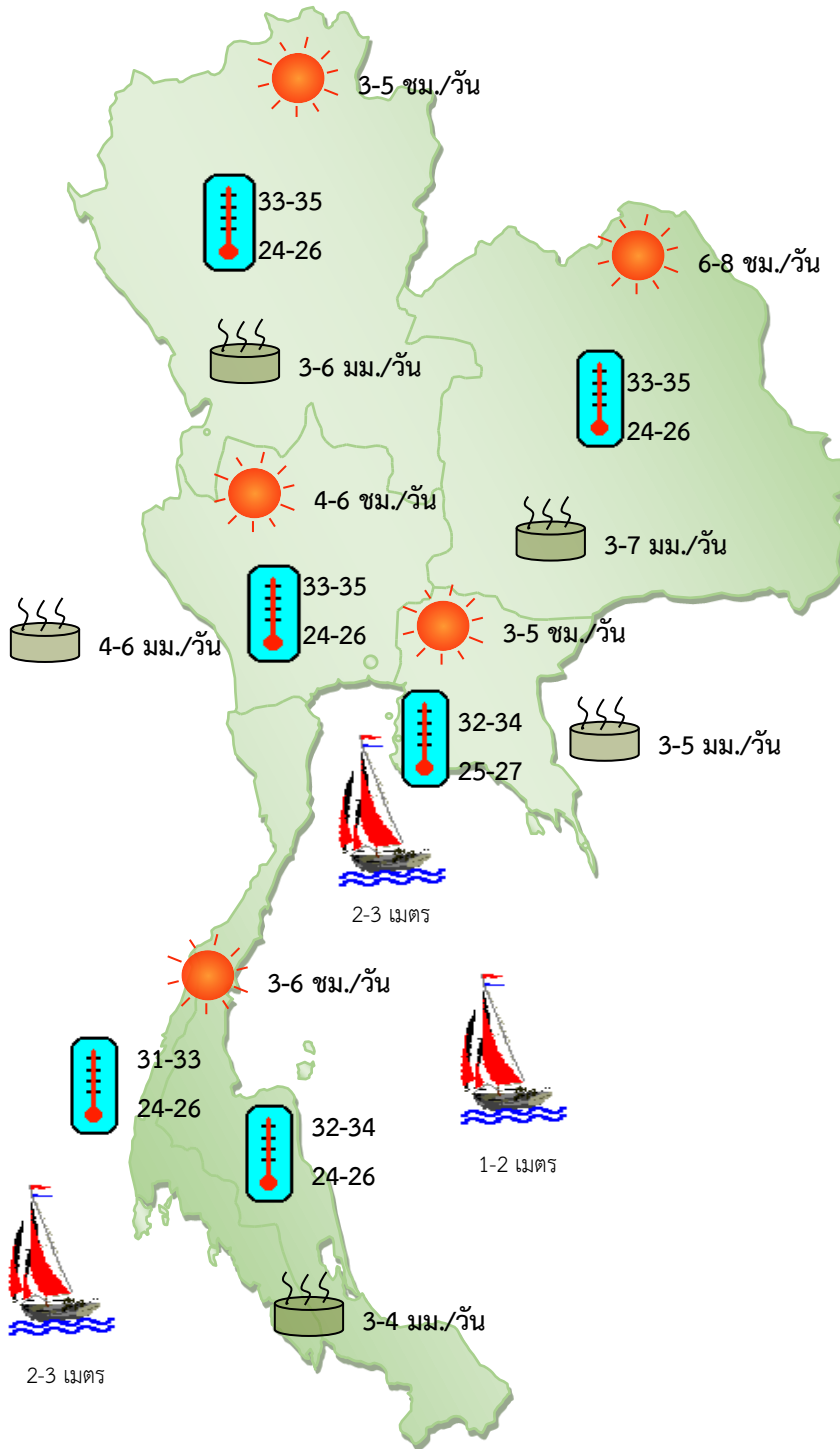 3-5 ชม./วัน
33-35
24-26
6-8 ชม./วัน
3-6 มม./วัน
33-35
24-26
4-6 ชม./วัน
3-7 มม./วัน
33-35
24-26
3-5 ชม./วัน
4-6 มม./วัน
32-34
25-27
3-5 มม./วัน
2-3 เมตร
3-6 ชม./วัน
31-33
24-26
32-34
24-26
1-2 เมตร
3-4 มม./วัน
2-3 เมตร